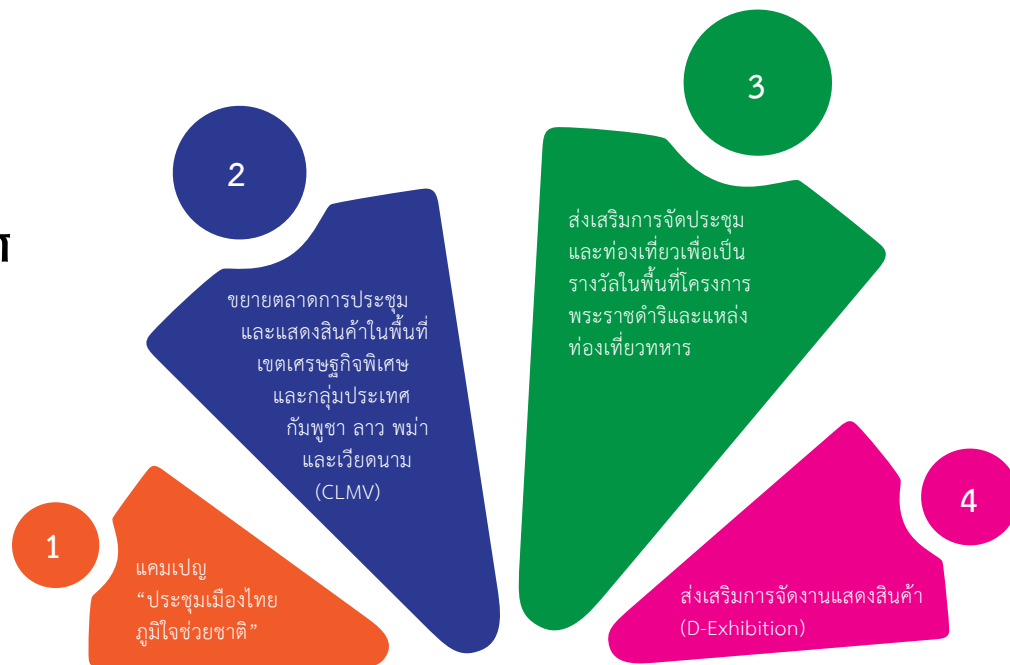 1
แคมเปญ
“ประชุมเมืองไทย
ภูมิใจช่วยชาติ”
2
ขยายตลาดการประชุม
และแสดงสินค้าในพื้นที่
เขตเศรษฐกิจพิเศษ
และกลุ่มประเทศ
กัมพูชา ลาว พม่า
และเวียดนาม
(CLMV)
3
ส่งเสริมการจัดประชุม
และท่องเที่ยวเพื่อเป็น
รางวัลในพื้นที่โครงการ
พระราชดำริและแหล่ง
ท่องเที่ยวทหาร
4
ส่งเสริมการจัดงานแสดงสินค้า
(D-Exhibition)